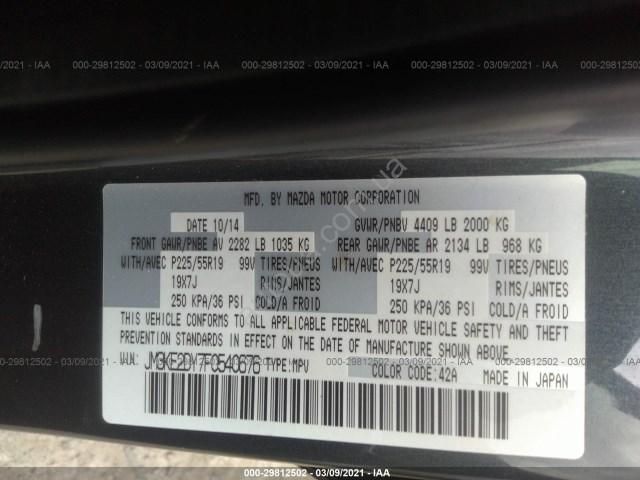 000-29812502 - 03/09/2021 - IAA
MFD. BY MAZDA MOTOR CORPORATION
DATE 10/14 GVWR/PNBV 4409 LB 2000 KG
FRONT GAWR/PNBE AV 2282 LB 1035 KG REAR GAWR/PNBE AR 2134 LB 968 KG
WITH/AVEC P225/55R19 99V TIRES/PNEUS WITH/AVEC P225/55R19 99V TIRES/PNEUS
19X7J RIMS/JANTES 19X7J RIMS/JANTES
250 KPA/36 PSI COLD/A FROID 250 KPA/36 PSI COLD/A FROID
THIS VEHICLE CONFORMS TO ALL APPLICABLE FEDERAL MOTOR VEHICLE SAFETY AND THEFT
PREVENTION STANDARDS IN EFFECT ON THE DATE OF MANUFACTURE SHOWN ABOVE.
JM3KE2DY7F0540676 TYPE:MPV COLOR CODE:42A MADE IN JAPAN
000-29812502 - 03/09/2021 - IAA